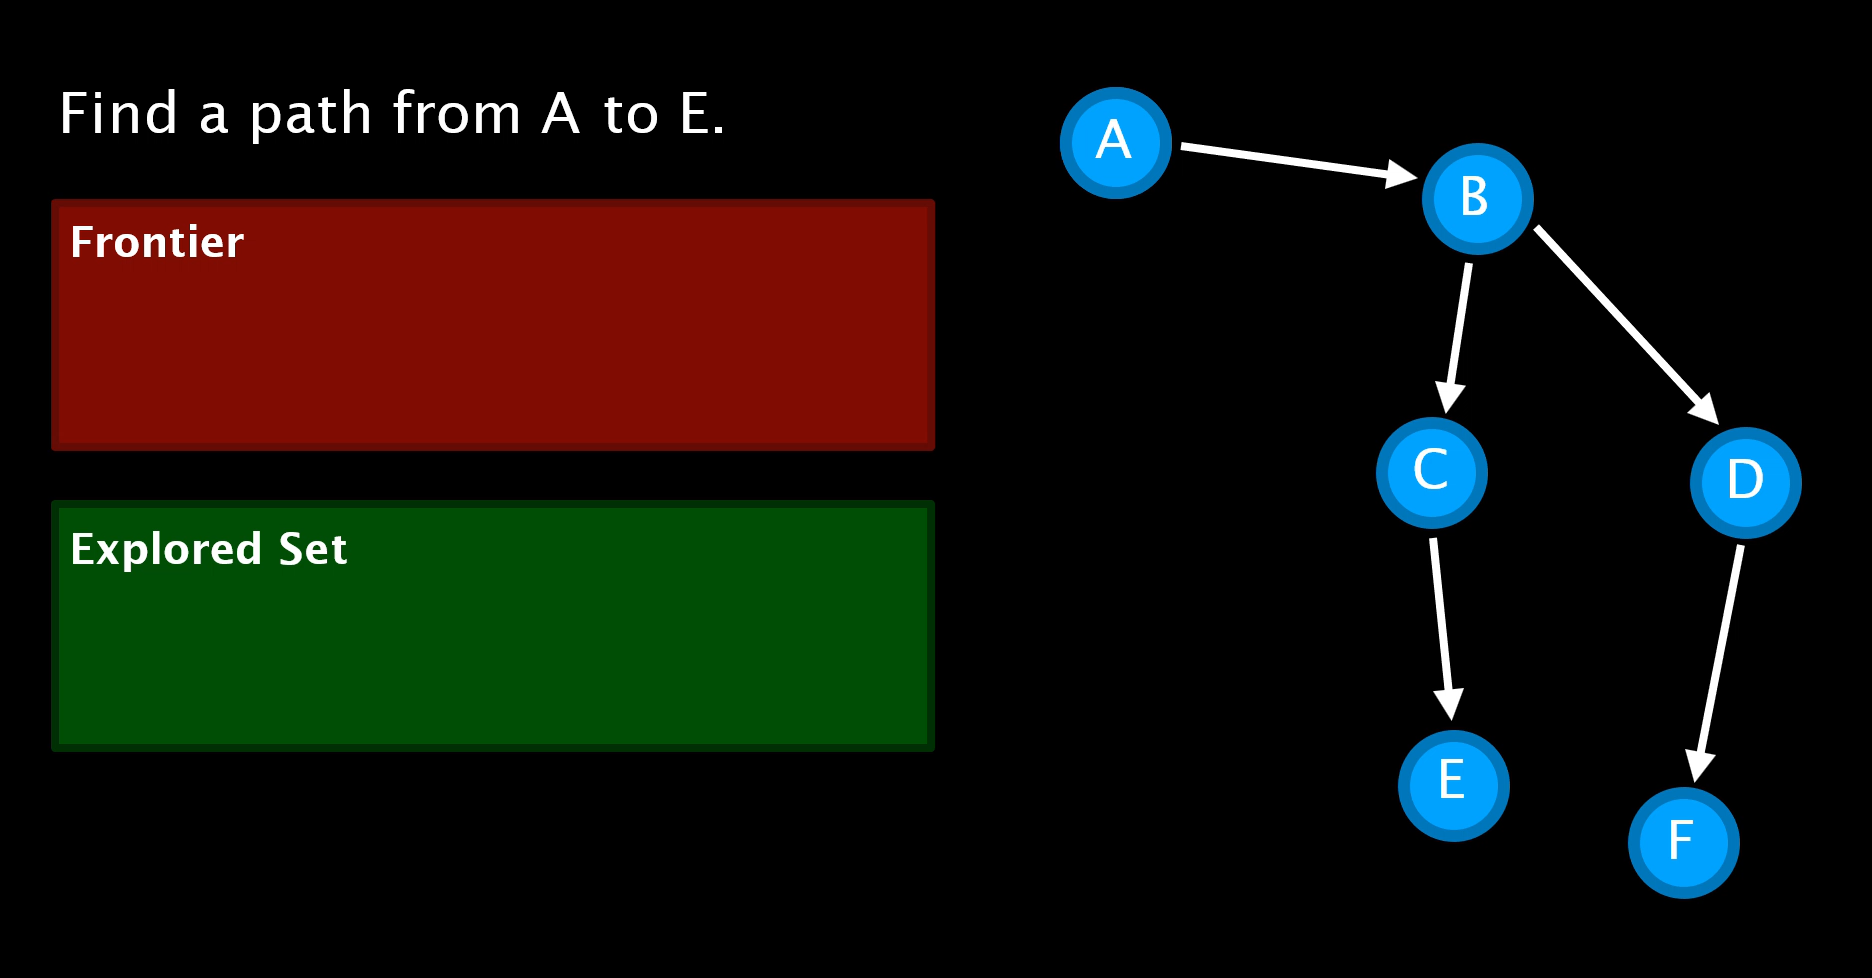 Find a path from A to E.
Frontier
Explored Set
A
B
C
D
E
F